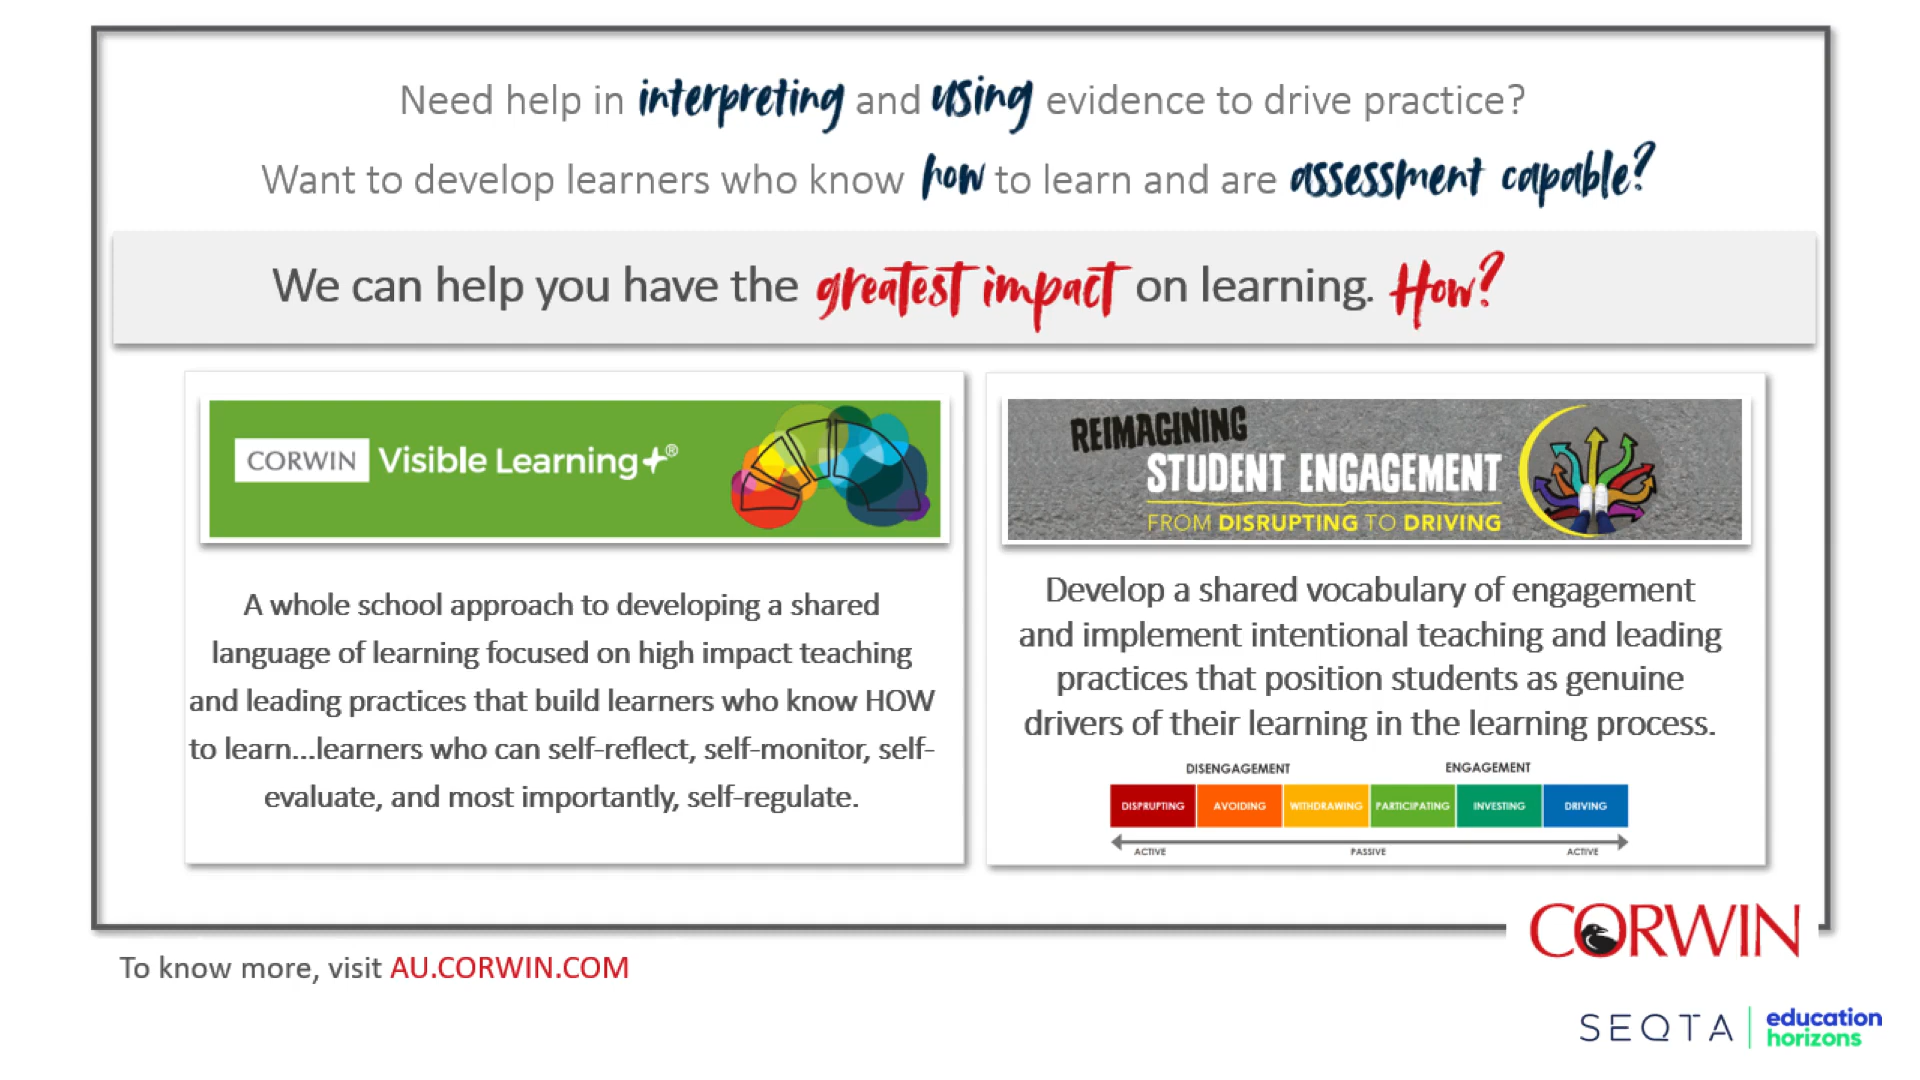 Need help in interpreting and using evidence to drive practice?
Want to develop learners who know how to learn and are assessment capable?
We can help you have the greatest impact on learning. How?
CORWIN Visible Learning+®
A whole school approach to developing a shared
language of learning focused on high impact teaching
and leading practices that build learners who know HOW
to learn...learners who can self-reflect, self-monitor, self-
evaluate, and most importantly, self-regulate.
REIMAGINING
STUDENT ENGAGEMENT
FROM DISRUPTING TO DRIVING
Develop a shared vocabulary of engagement
and implement intentional teaching and leading
practices that position students as genuine
drivers of their learning in the learning process.
DISENGAGEMENT ENGAGEMENT
DISPRUPTING AVOIDING WITHDRAWING PARTICIPATING INVESTING DRIVING
ACTIVE PASSIVE ACTIVE
CORWIN
To know more, visit AU.CORWIN.COM
SEQTA education
horizons